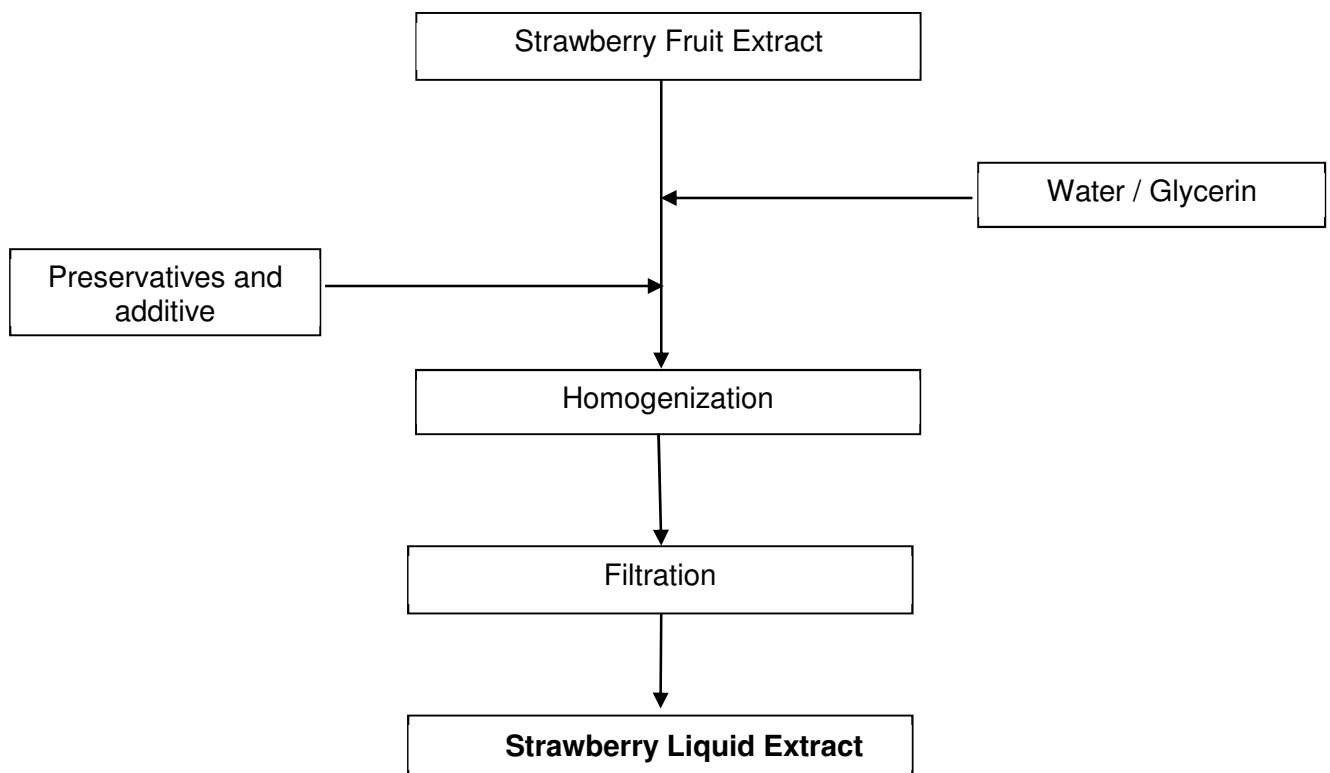 Strawberry Fruit Extract
Water / Glycerin
Preservatives and
additive
Homogenization
Filtration
Strawberry Liquid Extract